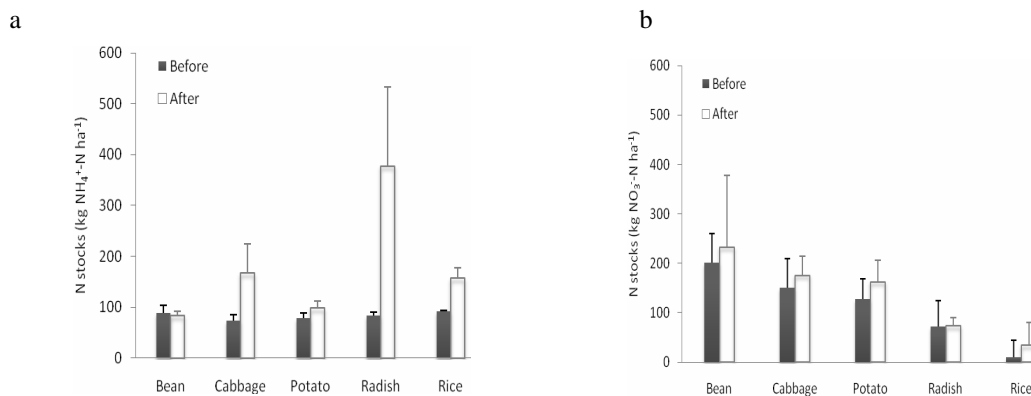 a
N stocks (kg NH₄⁺-N ha⁻¹)
600
500
400
300
200
100
0
Before
After
Bean Cabbage Potato Radish Rice
b
N stocks (kg NO₃⁻-N ha⁻¹)
600
500
400
300
200
100
0
Before
After
Bean Cabbage Potato Radish Rice